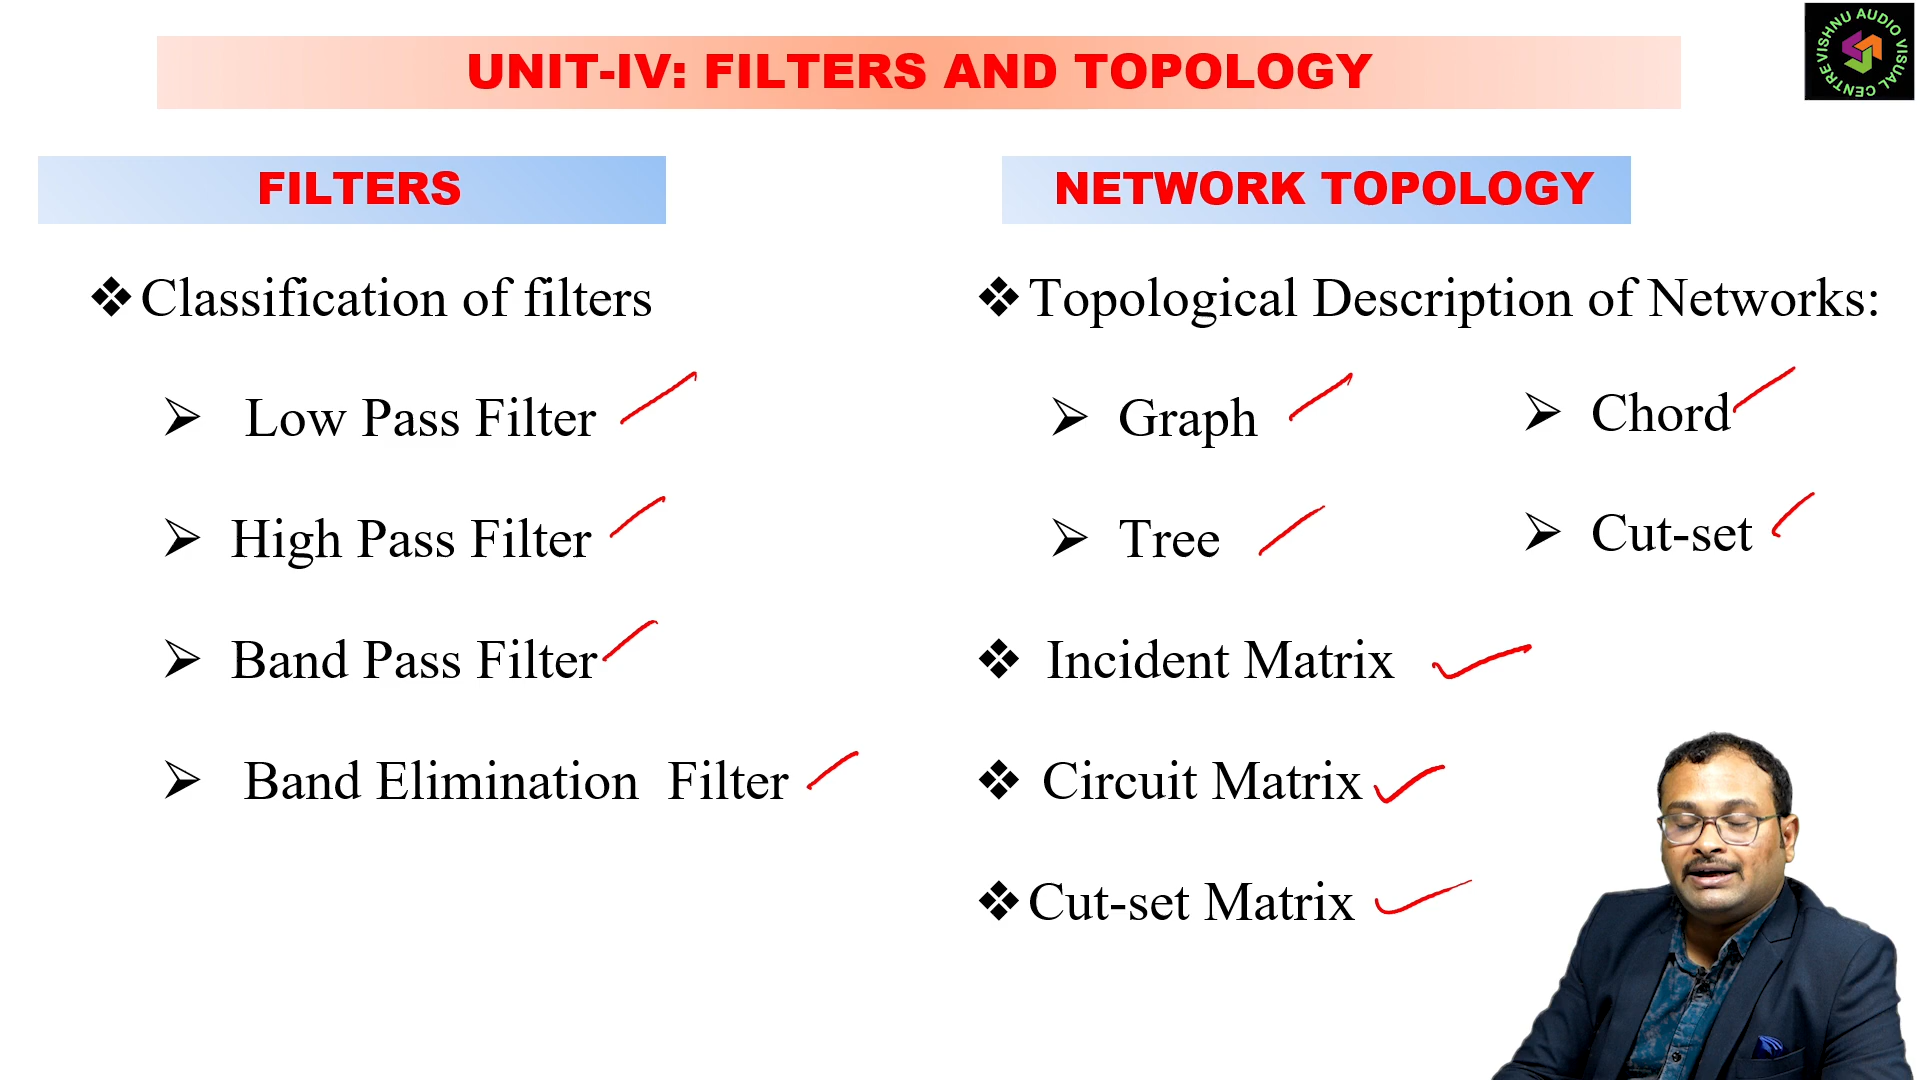 UNIT-IV: FILTERS AND TOPOLOGY
VISHNU AUDIO VISUAL CENTRE
FILTERS
Classification of filters
Low Pass Filter
High Pass Filter
Band Pass Filter
Band Elimination Filter
NETWORK TOPOLOGY
Topological Description of Networks:
Graph
Chord
Tree
Cut-set
Incident Matrix
Circuit Matrix
Cut-set Matrix